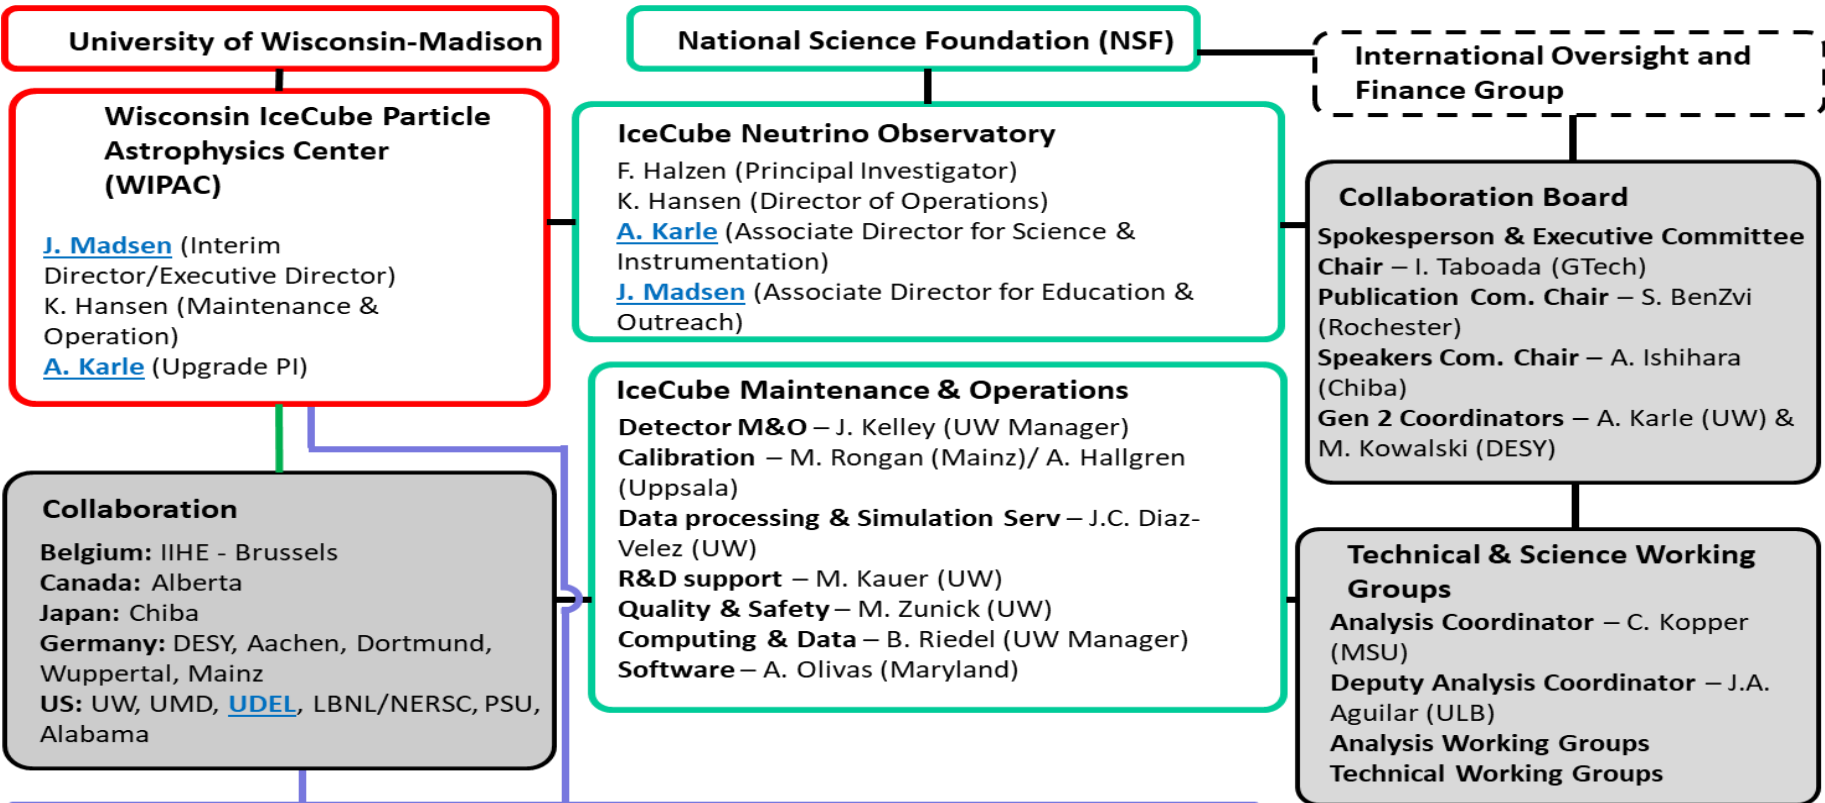 University of Wisconsin-Madison
National Science Foundation (NSF)
International Oversight and
Finance Group
Wisconsin IceCube Particle
Astrophysics Center
(WIPAC)
J. Madsen (Interim
Director/Executive Director)
K. Hansen (Maintenance &
Operation)
A. Karle (Upgrade PI)
IceCube Neutrino Observatory
F. Halzen (Principal Investigator)
K. Hansen (Director of Operations)
A. Karle (Associate Director for Science &
Instrumentation)
J. Madsen (Associate Director for Education &
Outreach)
Collaboration Board
Spokesperson & Executive Committee
Chair – I. Taboada (GTech)
Publication Com. Chair – S. BenZvi
(Rochester)
Speakers Com. Chair – A. Ishihara
(Chiba)
Gen 2 Coordinators – A. Karle (UW) &
M. Kowalski (DESY)
IceCube Maintenance & Operations
Detector M&O – J. Kelley (UW Manager)
Calibration – M. Rongan (Mainz)/ A. Hallgren
(Uppsala)
Data processing & Simulation Serv – J.C. Diaz-
Velez (UW)
R&D support – M. Kauer (UW)
Quality & Safety – M. Zunick (UW)
Computing & Data – B. Riedel (UW Manager)
Software – A. Olivas (Maryland)
Collaboration
Belgium: IIHE - Brussels
Canada: Alberta
Japan: Chiba
Germany: DESY, Aachen, Dortmund,
Wuppertal, Mainz
US: UW, UMD, UDEL, LBNL/NERSC, PSU,
Alabama
Technical & Science Working
Groups
Analysis Coordinator – C. Kopper
(MSU)
Deputy Analysis Coordinator – J.A.
Aguilar (ULB)
Analysis Working Groups
Technical Working Groups